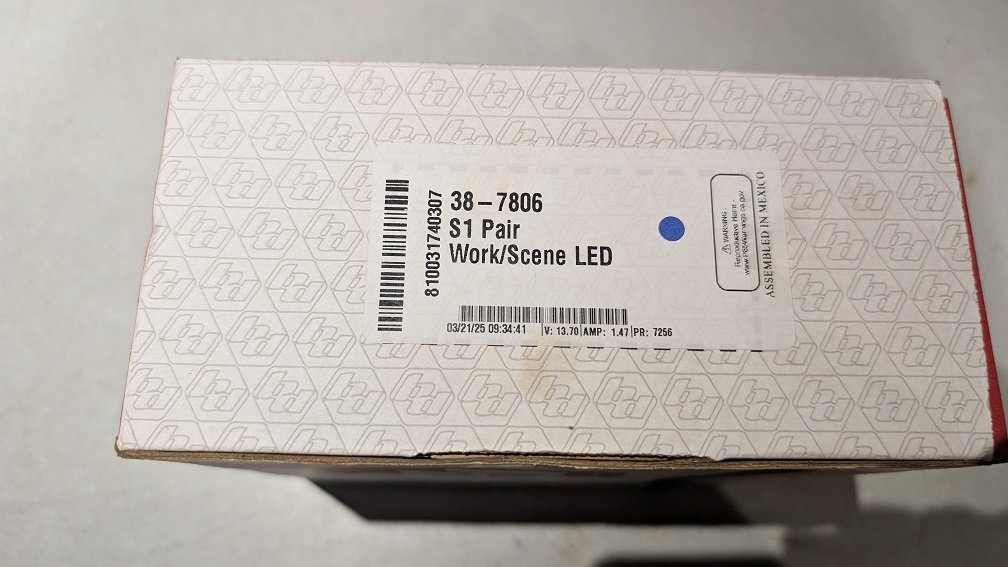 38-7806
S1 Pair
Work/Scene LED
810031740307
03/21/25 09:34:41 V: 13.70 AMP: 1.47 PR: 7256
WARNING:
Reproductive Harm -
www.P65Warnings.ca.gov
ASSEMBLED IN MEXICO